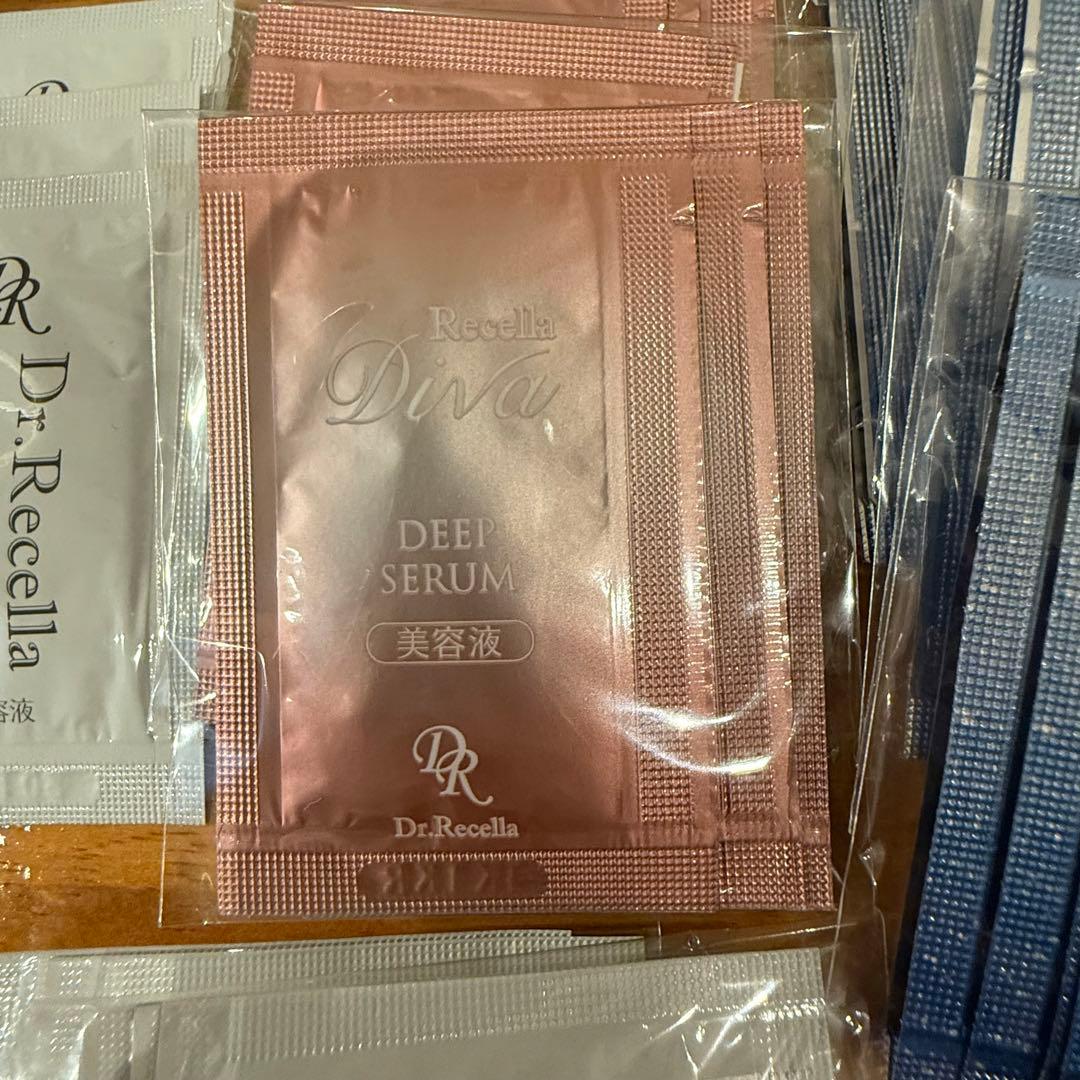 Recella
Diva
DEEP
SERUM
美容液
DR
Dr.Recella
DR
Dr.Recella
容液